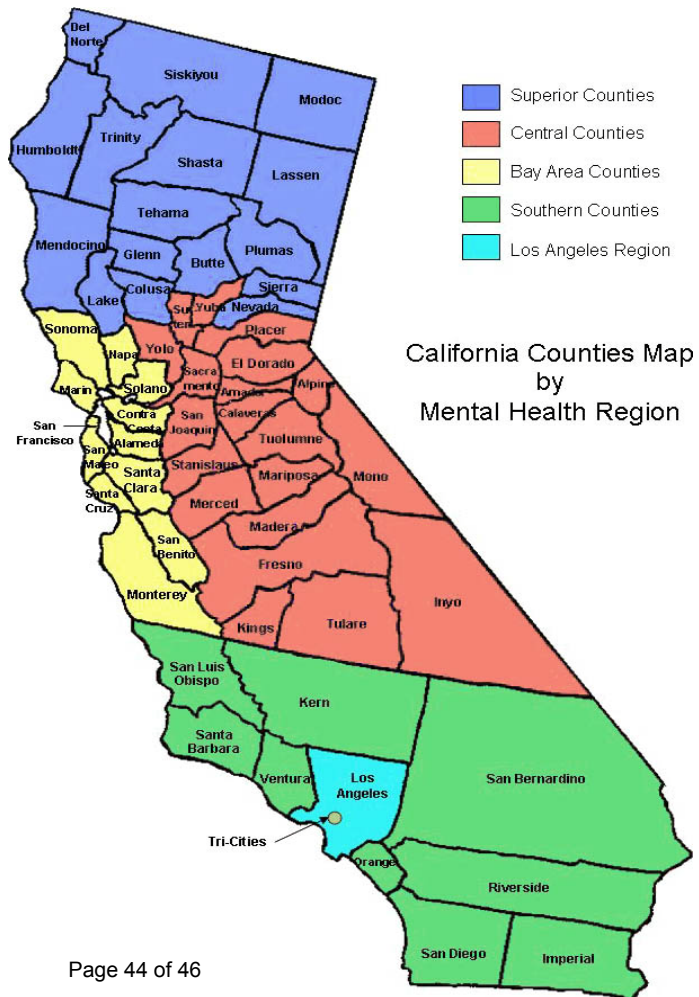 Del
Norte
Siskiyou
Modoc
Humboldt
Trinity
Shasta
Lassen
Tehama
Mendocino
Glenn
Butte
Plumas
Lake
Colusa
Sierra
Nevada
Sutter
Yuba
Placer
Sonoma
Napa
Yolo
El Dorado
Sacra
mento
Amador
Alpine
Marin
Solano
Contra
Costa
San
Francisco
Alameda
San
Joaquin
Calaveras
Tuolumne
Mono
San
Mateo
Santa
Clara
Stanislaus
Mariposa
Santa
Cruz
Merced
Madera
San
Benito
Fresno
Monterey
Kings
Tulare
Inyo
San Luis
Obispo
Kern
Santa
Barbara
Ventura
Los
Angeles
San Bernardino
Tri-Cities
Orange
Riverside
San Diego
Imperial
Superior Counties
Central Counties
Bay Area Counties
Southern Counties
Los Angeles Region
California Counties Map
by
Mental Health Region
Page 44 of 46